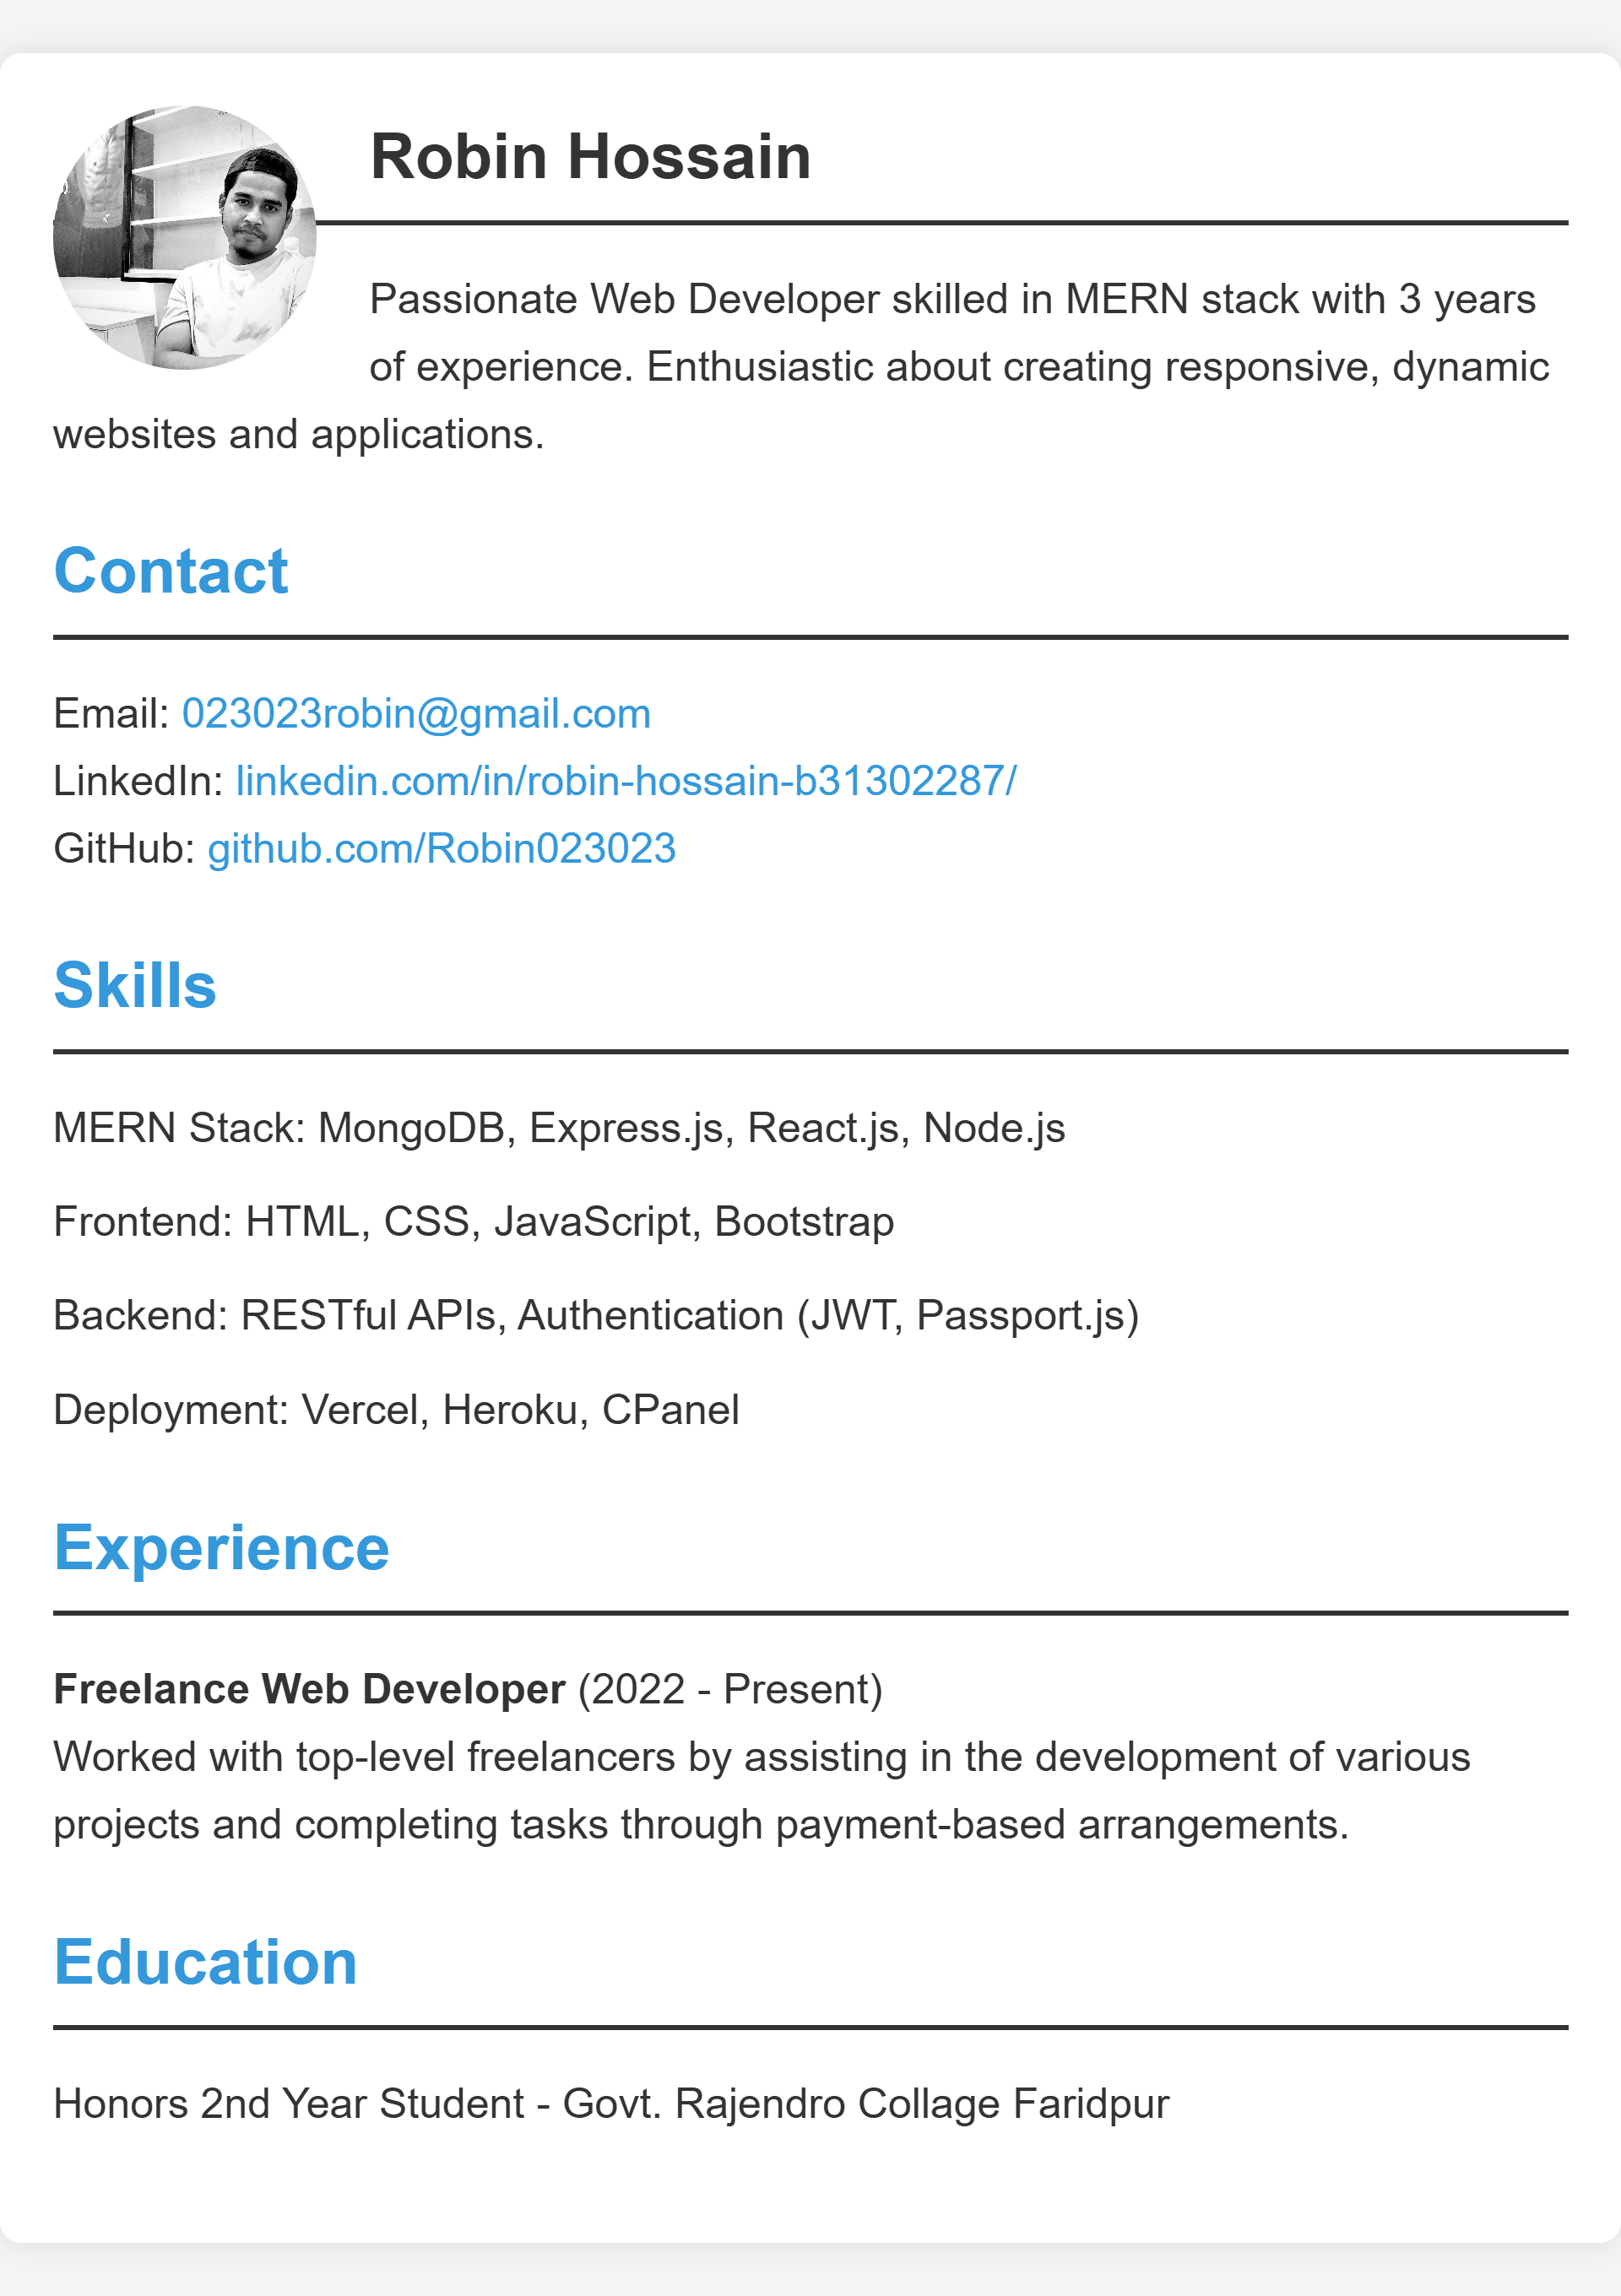 Robin Hossain
Passionate Web Developer skilled in MERN stack with 3 years
of experience. Enthusiastic about creating responsive, dynamic
websites and applications.
Contact
Email: 023023robin@gmail.com
LinkedIn: linkedin.com/in/robin-hossain-b31302287/
GitHub: github.com/Robin023023
Skills
MERN Stack: MongoDB, Express.js, React.js, Node.js
Frontend: HTML, CSS, JavaScript, Bootstrap
Backend: RESTful APIs, Authentication (JWT, Passport.js)
Deployment: Vercel, Heroku, CPanel
Experience
Freelance Web Developer (2022 - Present)
Worked with top-level freelancers by assisting in the development of various
projects and completing tasks through payment-based arrangements.
Education
Honors 2nd Year Student - Govt. Rajendro Collage Faridpur